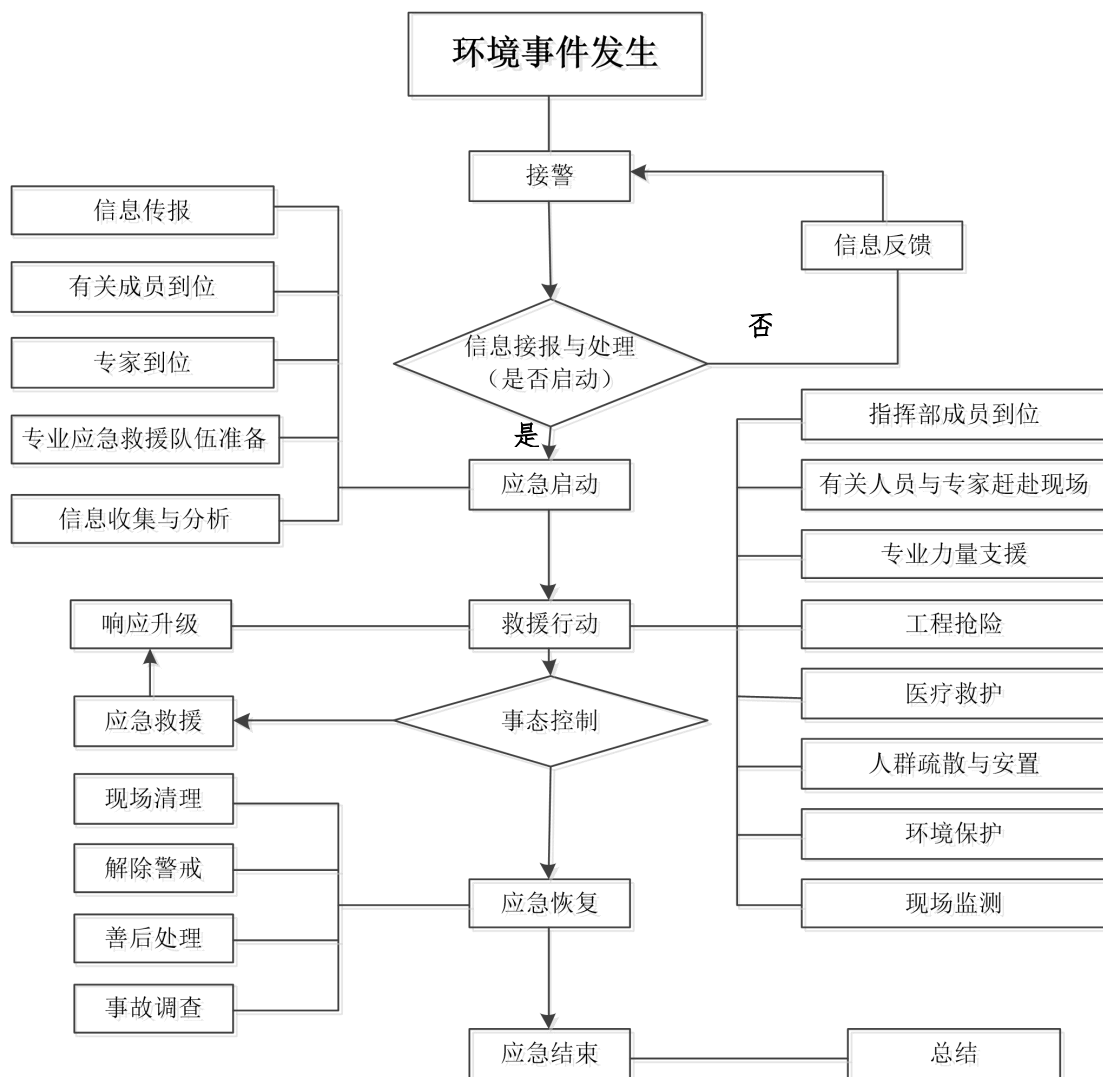 环境事件发生
接警
信息传报
信息反馈
有关成员到位
否
信息接报与处理
（是否启动）
专家到位
指挥部成员到位
专业应急救援队伍准备
是
应急启动
有关人员与专家赶赴现场
信息收集与分析
专业力量支援
响应升级
救援行动
工程抢险
医疗救护
应急救援
事态控制
人群疏散与安置
现场清理
环境保护
解除警戒
应急恢复
现场监测
善后处理
事故调查
应急结束
总结